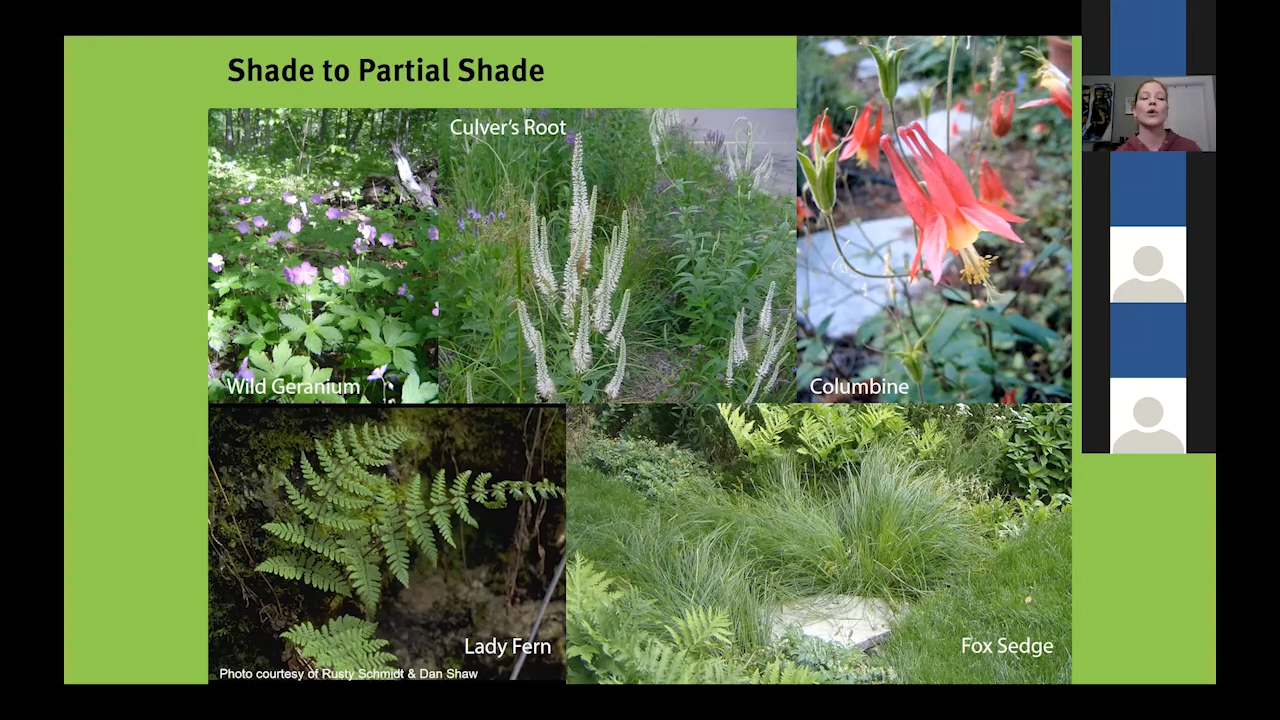 Shade to Partial Shade
Culver's Root
Wild Geranium
Columbine
Lady Fern
Fox Sedge
Photo courtesy of Rusty Schmidt & Dan Shaw